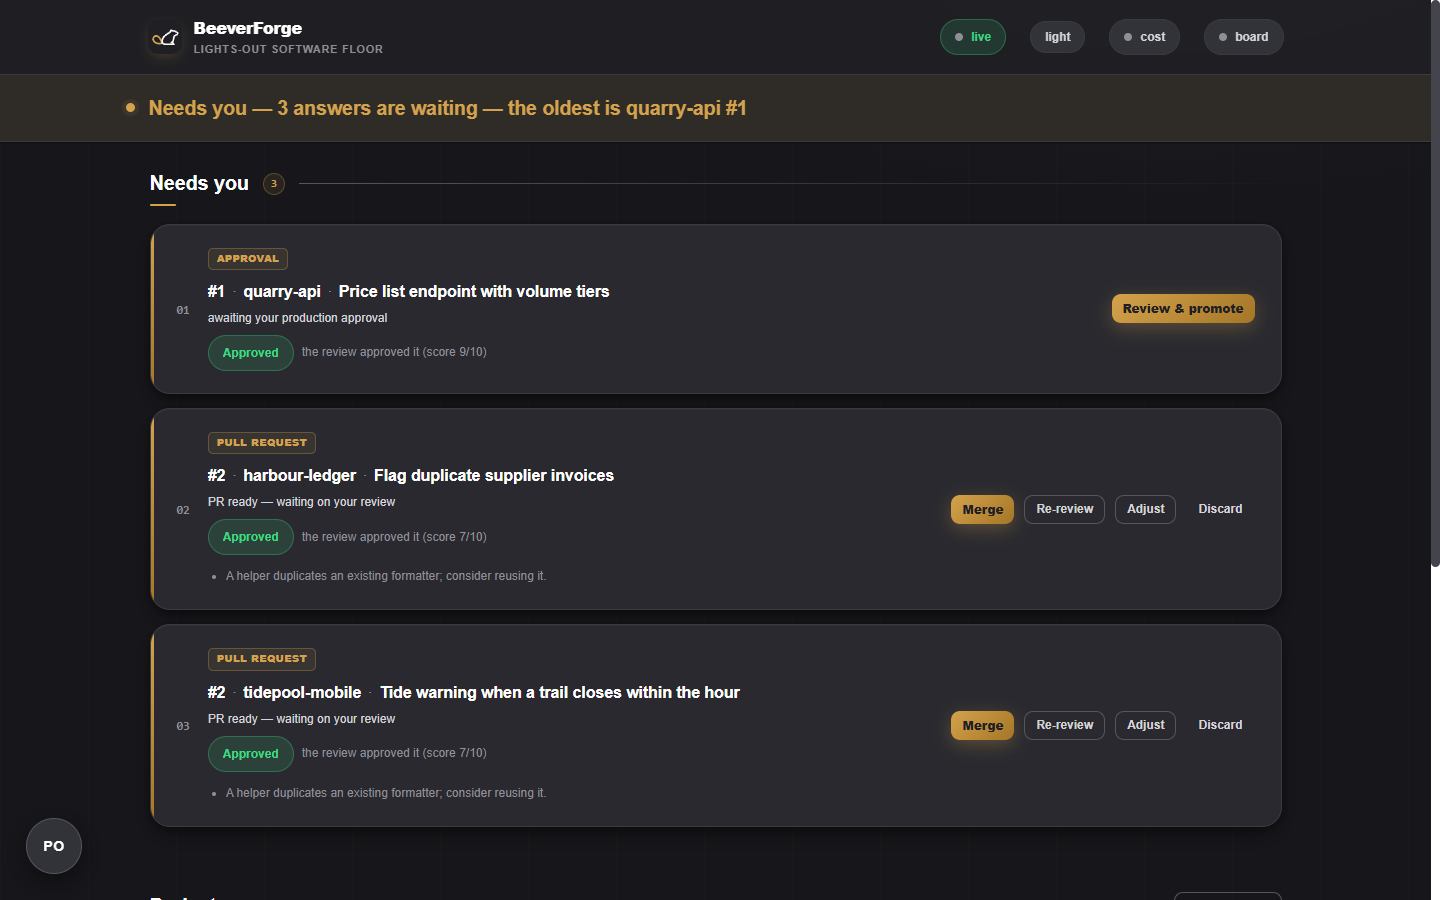 BeeverForge
LIGHTS-OUT SOFTWARE FLOOR
live
light
cost
board
Needs you — 3 answers are waiting — the oldest is quarry-api #1
Needs you 3
APPROVAL
01
#1 · quarry-api · Price list endpoint with volume tiers
awaiting your production approval
Approved the review approved it (score 9/10)
Review & promote
PULL REQUEST
02
#2 · harbour-ledger · Flag duplicate supplier invoices
PR ready — waiting on your review
Approved the review approved it (score 7/10)
• A helper duplicates an existing formatter; consider reusing it.
Merge Re-review Adjust Discard
PULL REQUEST
03
#2 · tidepool-mobile · Tide warning when a trail closes within the hour
PR ready — waiting on your review
Approved the review approved it (score 7/10)
• A helper duplicates an existing formatter; consider reusing it.
Merge Re-review Adjust Discard
PO